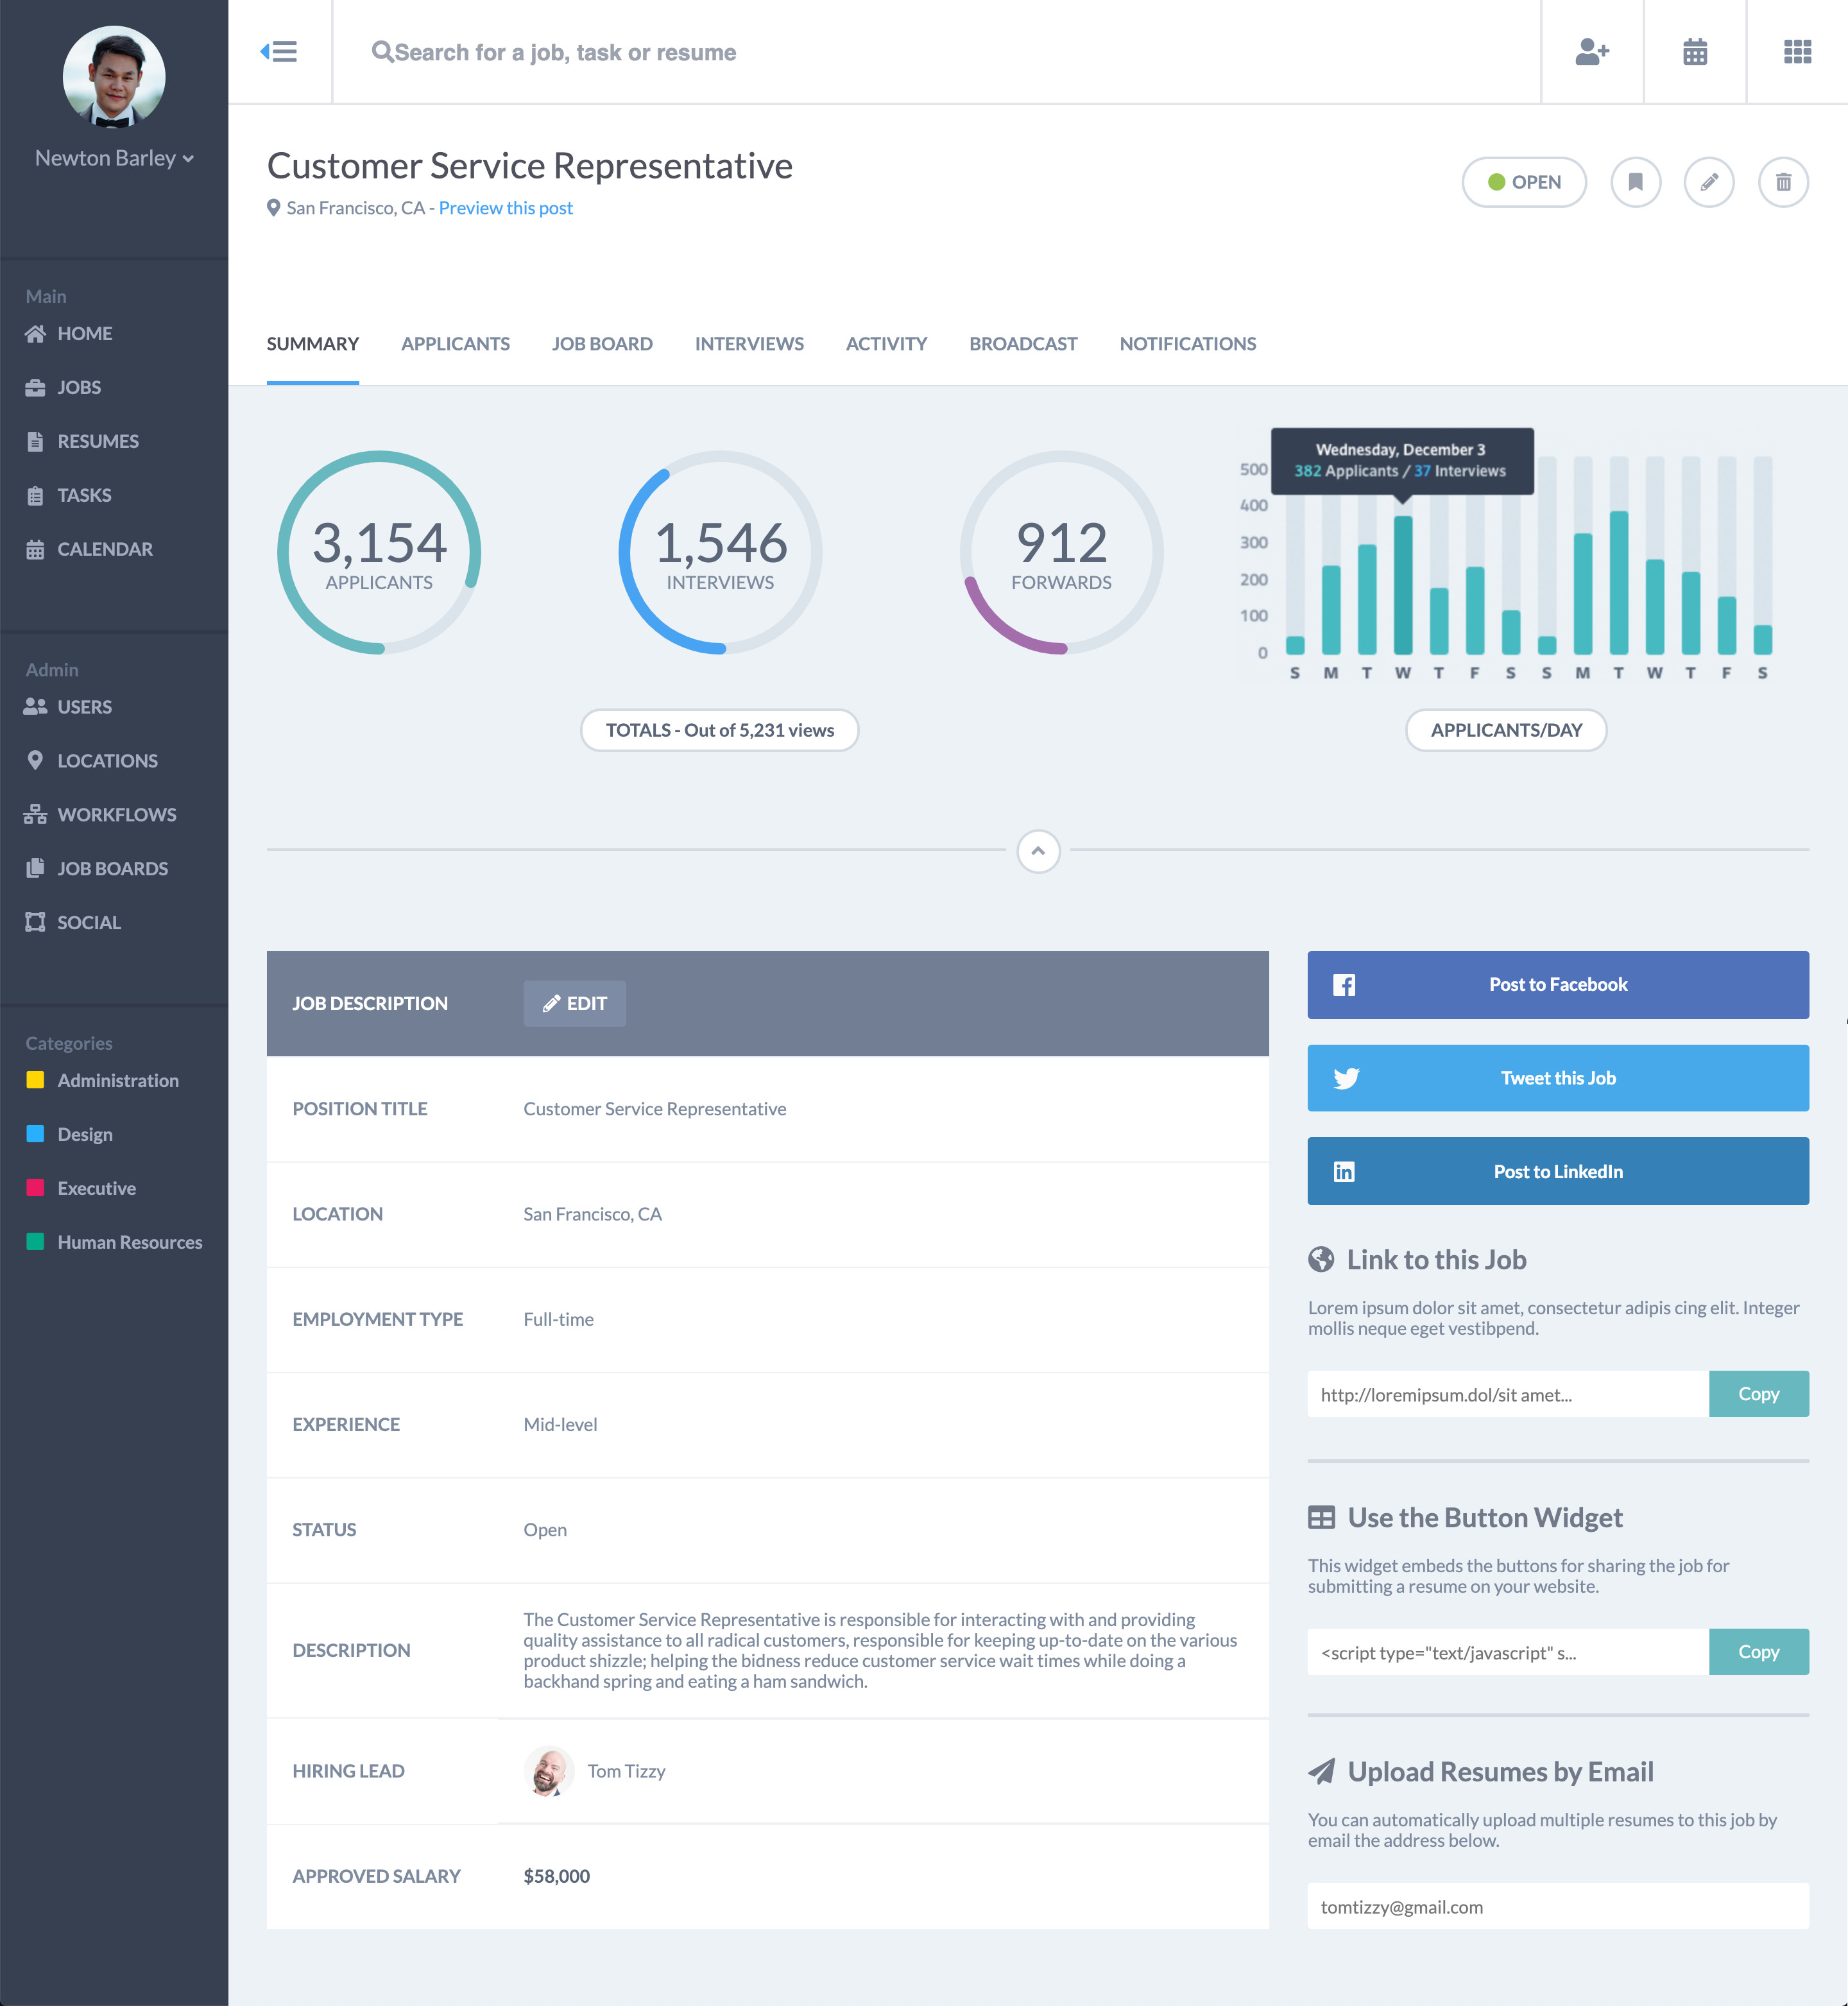 Newton Barley
Main
HOME
JOBS
RESUMES
TASKS
CALENDAR
Admin
USERS
LOCATIONS
WORKFLOWS
JOB BOARDS
SOCIAL
Categories
Administration
Design
Executive
Human Resources
Search for a job, task or resume
Customer Service Representative
San Francisco, CA - Preview this post
OPEN
SUMMARY APPLICANTS JOB BOARD INTERVIEWS ACTIVITY BROADCAST NOTIFICATIONS
3,154
APPLICANTS
1,546
INTERVIEWS
912
FORWARDS
TOTALS - Out of 5,231 views
Wednesday, December 3
382 Applicants / 37 Interviews
500
400
300
200
100
0
S M T W T F S S M T W T F S
APPLICANTS/DAY
JOB DESCRIPTION EDIT
POSITION TITLE Customer Service Representative
LOCATION San Francisco, CA
EMPLOYMENT TYPE Full-time
EXPERIENCE Mid-level
STATUS Open
DESCRIPTION
The Customer Service Representative is responsible for interacting with and providing
quality assistance to all radical customers, responsible for keeping up-to-date on the various
product shizzle; helping the bidness reduce customer service wait times while doing a
backhand spring and eating a ham sandwich.
HIRING LEAD Tom Tizzy
APPROVED SALARY $58,000
Post to Facebook
Tweet this Job
Post to LinkedIn
Link to this Job
Lorem ipsum dolor sit amet, consectetur adipis cing elit. Integer
mollis neque eget vestibpend.
http://loremipsum.dol/sit amet... Copy
Use the Button Widget
This widget embeds the buttons for sharing the job for
submitting a resume on your website.
<script type="text/javascript" s... Copy
Upload Resumes by Email
You can automatically upload multiple resumes to this job by
email the address below.
tomtizzy@gmail.com